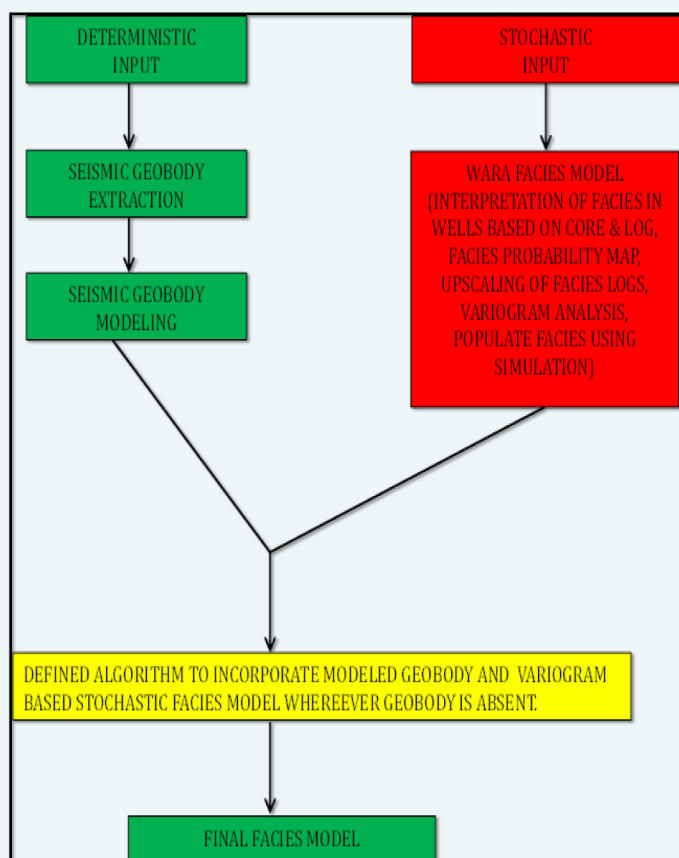 DETERMINISTIC
INPUT
STOCHASTIC
INPUT
SEISMIC GEOBODY
EXTRACTION
SEISMIC GEOBODY
MODELING
WARA FACIES MODEL
(INTERPRETATION OF FACIES IN
WELLS BASED ON CORE & LOG,
FACIES PROBABILITY MAP,
UPSCALING OF FACIES LOGS,
VARIOGRAM ANALYSIS,
POPULATE FACIES USING
SIMULATION)
DEFINED ALGORITHM TO INCORPORATE MODELED GEOBODY AND VARIOGRAM
BASED STOCHASTIC FACIES MODEL WHEREEVER GEOBODY IS ABSENT.
FINAL FACIES MODEL